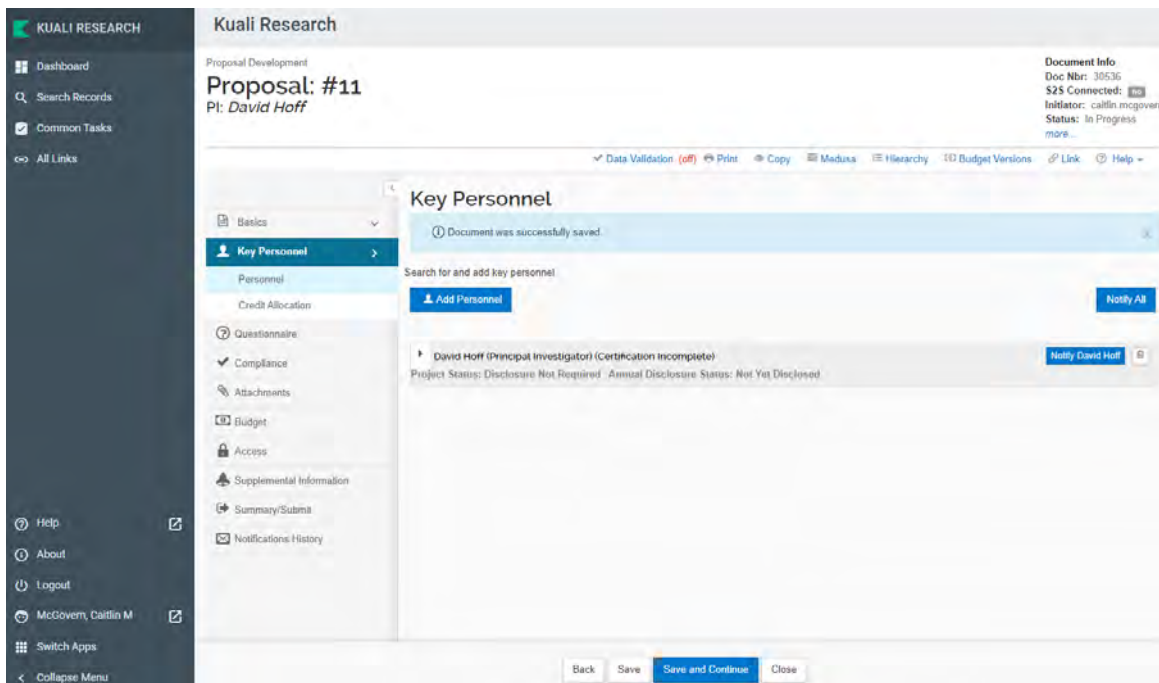 KUALI RESEARCH
Dashboard
Search Records
Common Tasks
All Links
Help
About
Logout
McGovern, Caitlin M
Switch Apps
Collapse Menu
Kuali Research
Proposal Development
Proposal: #11
PI: David Hoff
Document Info
Doc Nbr: 30536
S2S Connected: no
Initiator: caitlin.mcgovern
Status: In Progress
more...
Data Validation (off) Print Copy Medusa Hierarchy Budget Versions Link Help
Basics
Key Personnel
Personnel
Credit Allocation
Questionnaire
Compliance
Attachments
Budget
Access
Supplemental Information
Summary/Submit
Notifications History
Key Personnel
Document was successfully saved.
Search for and add key personnel
Add Personnel
Notify All
David Hoff (Principal Investigator) (Certification Incomplete)
Notify David Hoff
Project Status: Disclosure Not Required Annual Disclosure Status: Not Yet Disclosed
Back Save Save and Continue Close